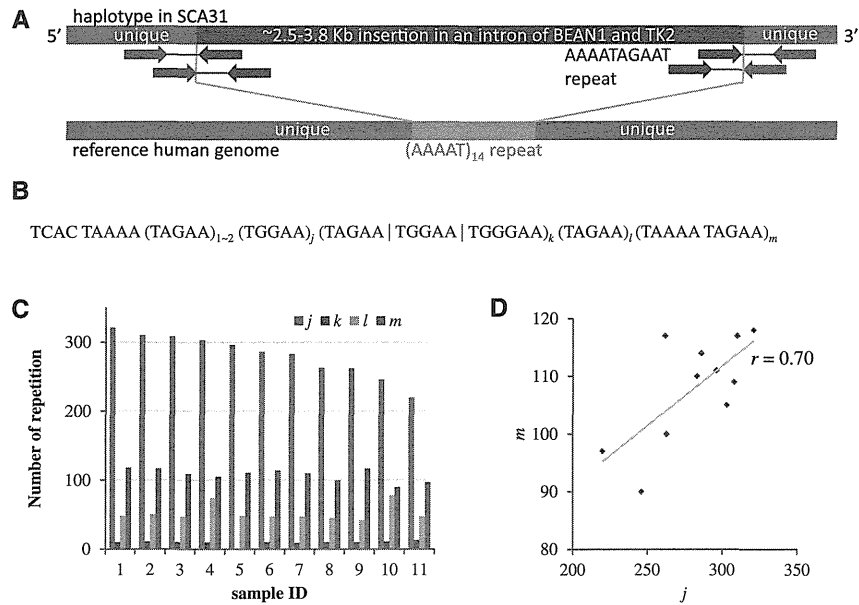 A
haplotype in SCA31
5' unique ~2.5-3.8 Kb insertion in an intron of BEAN1 and TK2 unique 3'
AAAATAGAAT
repeat
unique unique
reference human genome (AAAAT)14 repeat
B
TCAC TAAAA (TAGAA)1~2 (TGGAA)j (TAGAA | TGGAA | TGGGAA)k (TAGAA)l (TAAAA TAGAA)m
C
j k l m
Number of repetition
300
200
100
0
1 2 3 4 5 6 7 8 9 10 11
sample ID
D
120
110
100
90
80
m
r = 0.70
200 250 300 350
j